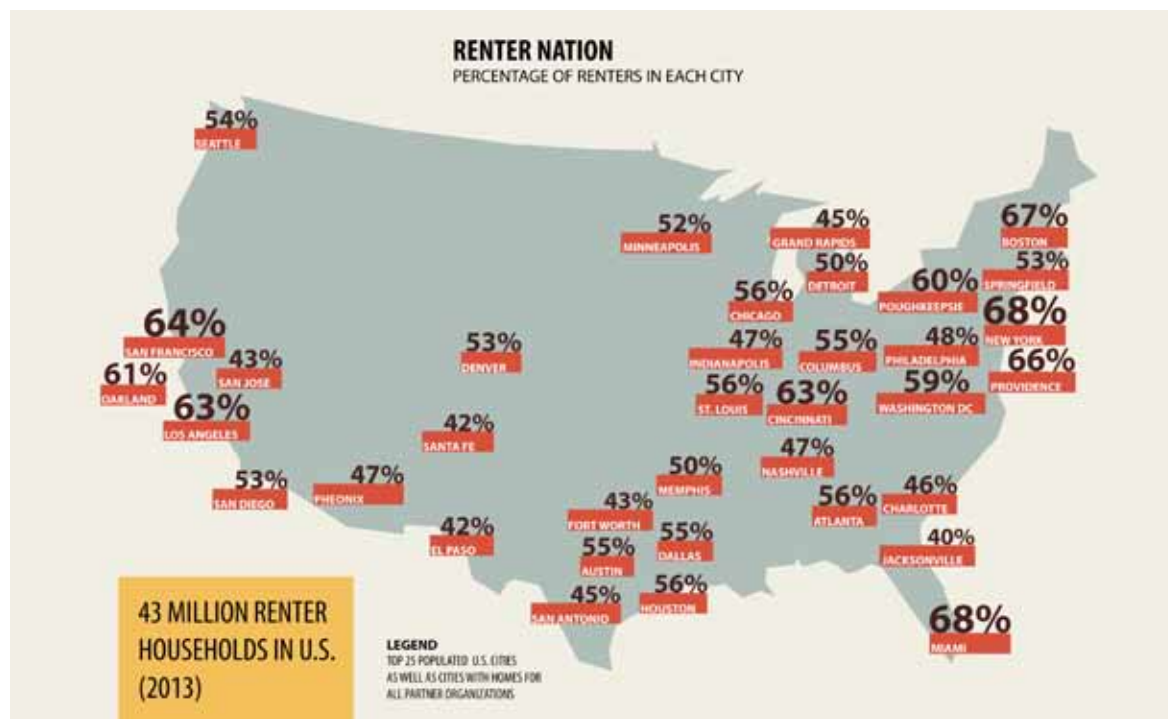 RENTER NATION
PERCENTAGE OF RENTERS IN EACH CITY
54%
SEATTLE
52%
MINNEAPOLIS
45%
GRAND RAPIDS
67%
BOSTON
50%
DETROIT
53%
SPRINGFIELD
56%
CHICAGO
60%
POUGHKEEPSIE
68%
NEW YORK
64%
SAN FRANCISCO
43%
SAN JOSE
53%
DENVER
47%
INDIANAPOLIS
55%
COLUMBUS
48%
PHILADELPHIA
66%
PROVIDENCE
61%
OAKLAND
63%
LOS ANGELES
56%
ST. LOUIS
63%
CINCINNATI
59%
WASHINGTON DC
42%
SANTA FE
47%
NASHVILLE
53%
SAN DIEGO
47%
PHEONIX
50%
MEMPHIS
43%
FORT WORTH
56%
ATLANTA
46%
CHARLOTTE
42%
EL PASO
55%
AUSTIN
55%
DALLAS
40%
JACKSONVILLE
45%
SAN ANTONIO
56%
HOUSTON
68%
MIAMI
43 MILLION RENTER
HOUSEHOLDS IN U.S.
(2013)
LEGEND
TOP 25 POPULATED U.S. CITIES
AS WELL AS CITIES WITH HOMES FOR
ALL PARTNER ORGANIZATIONS